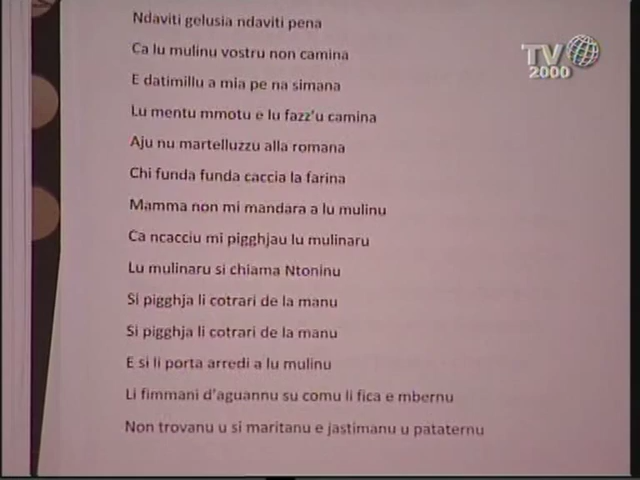 Ndaviti gelusia ndaviti pena
TV
2000
Ca lu mulinu vostru non camina
E datimillu a mia pe na simana
Lu mentu mmotu e lu fazz'u camina
Aju nu martelluzzu alla romana
Chi funda funda caccia la farina
Mamma non mi mandara a lu mulinu
Ca ncacciu mi pigghjau lu mulinaru
Lu mulinaru si chiama Ntoninu
Si pigghja li cotrari de la manu
Si pigghja li cotrari de la manu
E si li porta arredi a lu mulinu
Li fimmani d'aguannu su comu li fica e mbernu
Non trovanu u si maritanu e jastimanu u pataternu